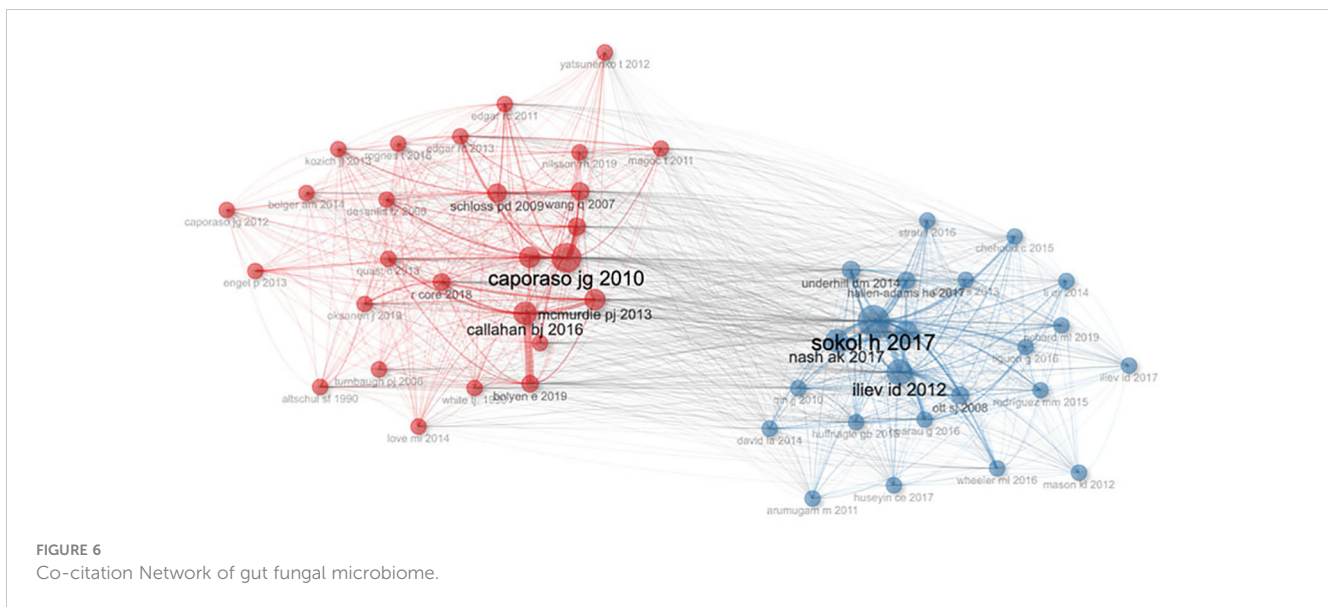 yatsunenko t 2012
edgar rc 2011
edgar rc 2013
kozich jj 2013
rognes t 2016
nilsson rh 2019
magoc t 2011
caporaso jg 2012
bolger am 2014
desantis tz 2006
schloss pd 2009
wang q 2007
engel p 2013
quast c 2013
r core 2018
caporaso jg 2010
oksanen j 2019
mcmurdie pj 2013
callahan bj 2016
turnbaugh pj 2006
altschul sf 1990
bolyen e 2019
love mi 2014
2016
chehoud c 2015
underhill dm 2014
hallen-adams he 2017
2013
li q 2014
sokol h 2017
2019
nash ak 2017
2016
iliev id 2017
iliev id 2012
rodriguez mm 2015
ott sj 2008
david la 2014
huffnagle gb 2013
2016
wheeler ml 2016
mason kl 2012
huseyin ce 2017
arumugam m 2011
FIGURE 6
Co-citation Network of gut fungal microbiome.